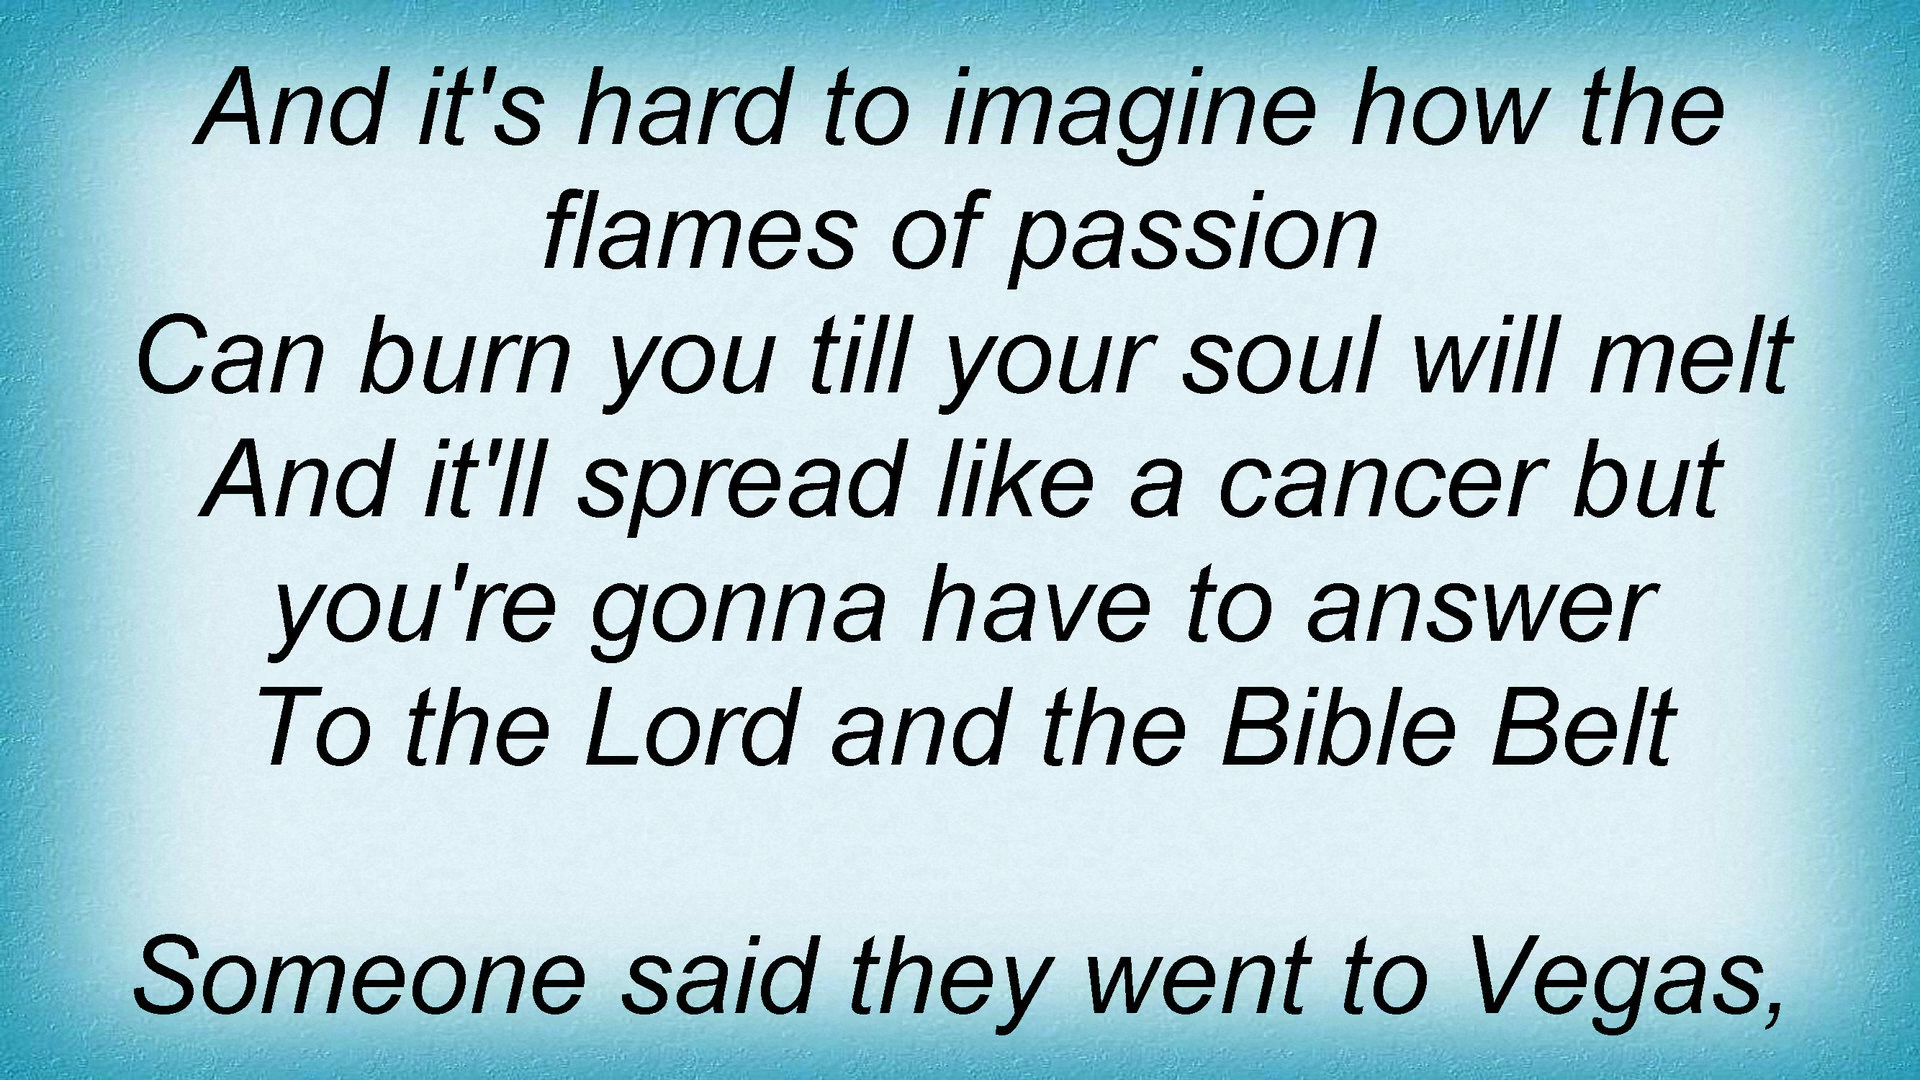 And it's hard to imagine how the
flames of passion
Can burn you till your soul will melt
And it'll spread like a cancer but
you're gonna have to answer
To the Lord and the Bible Belt
Someone said they went to Vegas,